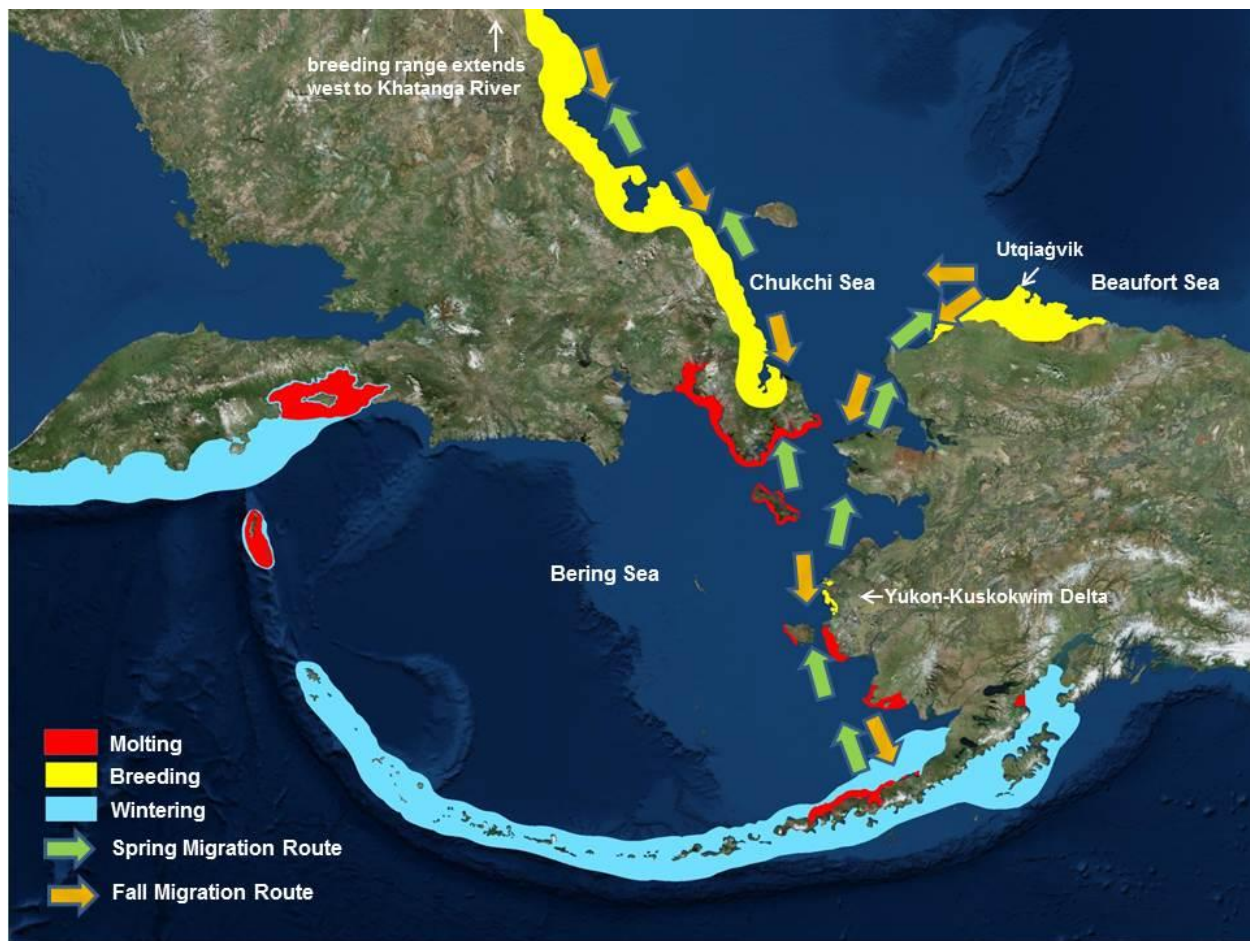 breeding range extends
west to Khatanga River
Utqiaġvik
Chukchi Sea
Beaufort Sea
Bering Sea
Yukon-Kuskokwim Delta
Molting
Breeding
Wintering
Spring Migration Route
Fall Migration Route